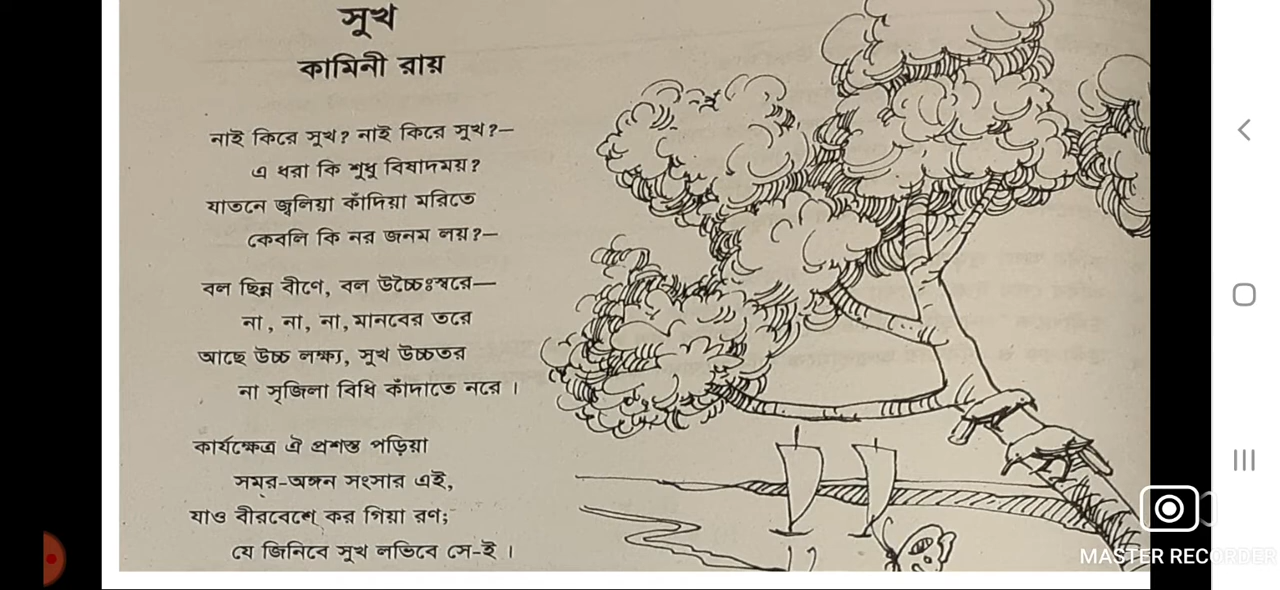 সুখ
কামিনী রায়
নাই কিরে সুখ? নাই কিরে সুখ?—
এ ধরা কি শুধু বিষাদময়?
যাতনে জ্বলিয়া কাঁদিয়া মরিতে
কেবলি কি নর জনম লয়?—
বল ছিন্ন বীণে, বল উচ্চৈঃস্বরে—
না, না, না, মানবের তরে
আছে উচ্চ লক্ষ্য, সুখ উচ্চতর
না সৃজিলা বিধি কাঁদাতে নরে ।
কার্যক্ষেত্র ঐ প্রশস্ত পড়িয়া
সমর-অঙ্গন সংসার এই,
যাও বীরবেশে কর গিয়া রণ;
যে জিনিবে সুখ লভিবে সে-ই ।
MASTER RECORDER